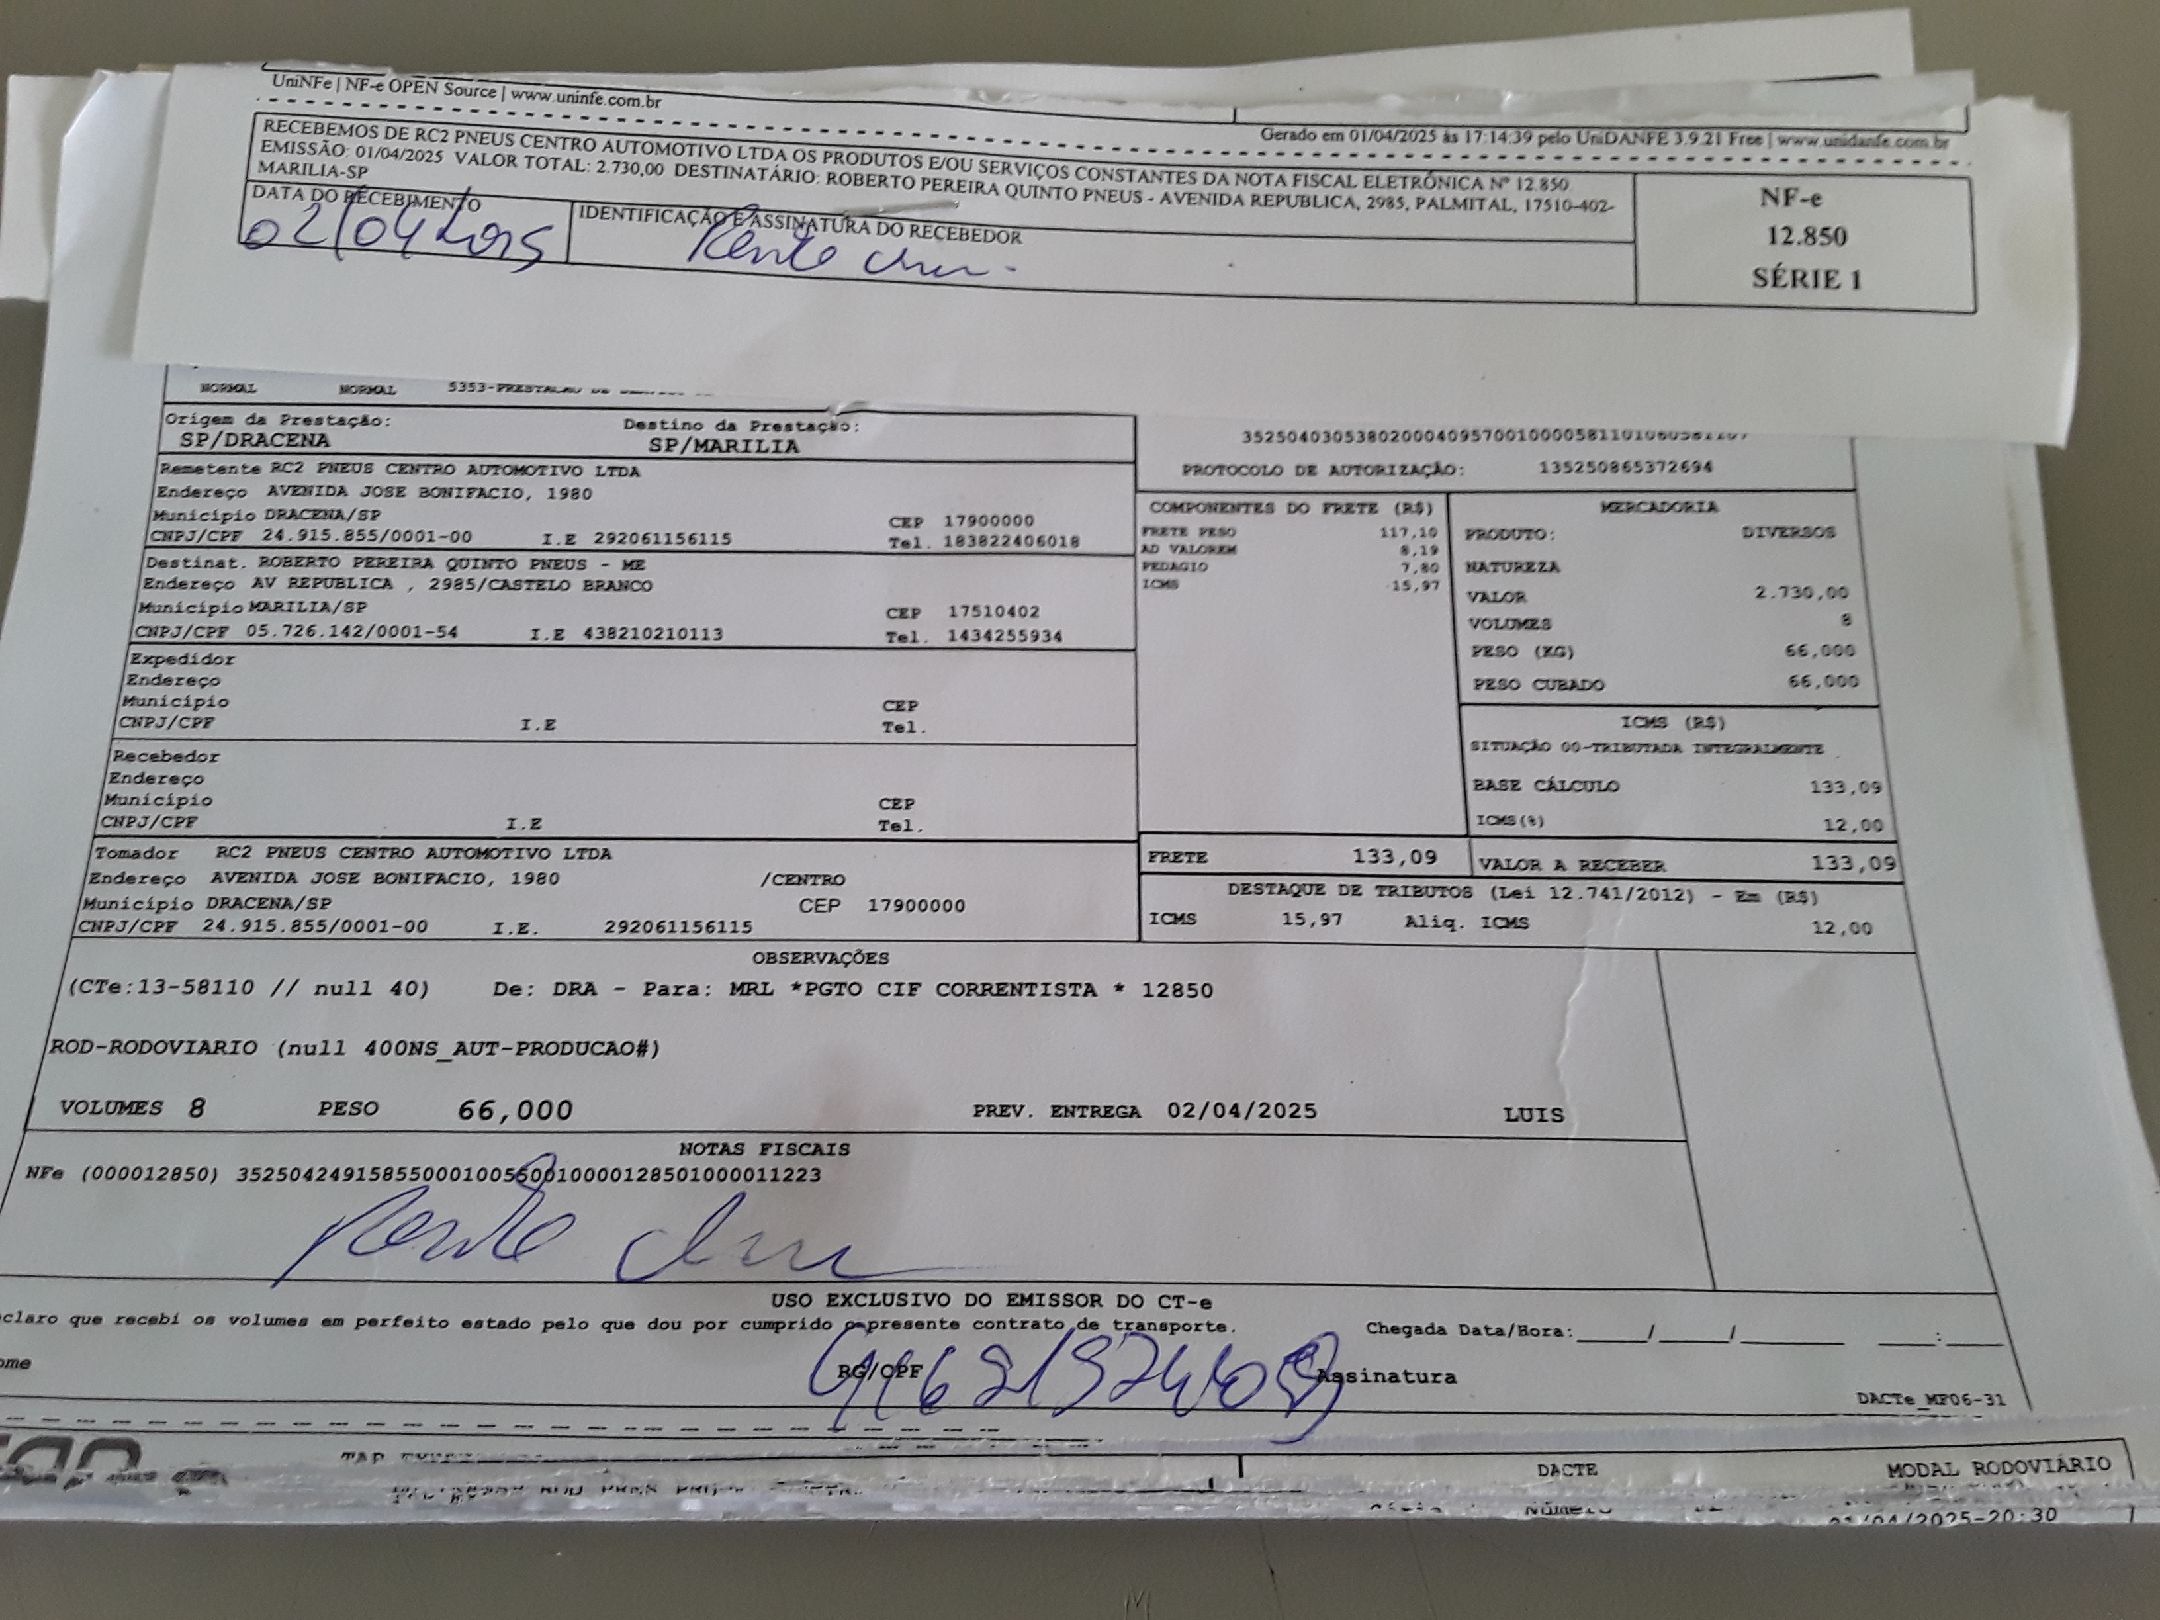 UniNFe | NF-e OPEN Source | www.uninfe.com.br
Gerado em 01/04/2025 às 17:14:39 pelo UniDANFE 3.9.21 Free | www.unidanfe.com.br
RECEBEMOS DE RC2 PNEUS CENTRO AUTOMOTIVO LTDA OS PRODUTOS E/OU SERVIÇOS CONSTANTES DA NOTA FISCAL ELETRÔNICA Nº 12.850
EMISSÃO: 01/04/2025 VALOR TOTAL: 2.730,00 DESTINATÁRIO: ROBERTO PEREIRA QUINTO PNEUS - AVENIDA REPUBLICA, 2985, PALMITAL, 17510-402-
MARILIA-SP
NF-e
12.850
SÉRIE 1
DATA DO RECEBIMENTO
IDENTIFICAÇÃO E ASSINATURA DO RECEBEDOR
02/04/2025
NORMAL NORMAL 5353-PRESTACAO DE
Origem da Prestação: Destino da Prestação:
SP/DRACENA SP/MARILIA
Remetente RC2 PNEUS CENTRO AUTOMOTIVO LTDA
Endereço AVENIDA JOSE BONIFACIO, 1980
Município DRACENA/SP CEP 17900000
CNPJ/CPF 24.915.855/0001-00 I.E 292061156115 Tel. 183822406018
Destinat. ROBERTO PEREIRA QUINTO PNEUS - ME
Endereço AV REPUBLICA , 2985/CASTELO BRANCO
Município MARILIA/SP CEP 17510402
CNPJ/CPF 05.726.142/0001-54 I.E 438210210113 Tel. 1434255934
Expedidor
Endereço
Município CEP
CNPJ/CPF I.E Tel.
Recebedor
Endereço
Município CEP
CNPJ/CPF I.E Tel.
Tomador RC2 PNEUS CENTRO AUTOMOTIVO LTDA
Endereço AVENIDA JOSE BONIFACIO, 1980 /CENTRO
Município DRACENA/SP CEP 17900000
CNPJ/CPF 24.915.855/0001-00 I.E. 292061156115
PROTOCOLO DE AUTORIZAÇÃO: 135250865372694
COMPONENTES DO FRETE (R$)
FRETE PESO 117,10
AD VALOREM 8,19
PEDAGIO 7,80
ICMS 15,97
MERCADORIA
PRODUTO: DIVERSOS
NATUREZA
VALOR 2.730,00
VOLUMES 8
PESO (KG) 66,000
PESO CUBADO 66,000
ICMS (R$)
SITUAÇÃO 00-TRIBUTADA INTEGRALMENTE
BASE CÁLCULO 133,09
ICMS(%) 12,00
FRETE 133,09 VALOR A RECEBER 133,09
DESTAQUE DE TRIBUTOS (Lei 12.741/2012) - Em (R$)
ICMS 15,97 Aliq. ICMS 12,00
OBSERVAÇÕES
(CTe:13-58110 // null 40) De: DRA - Para: MRL *PGTO CIF CORRENTISTA * 12850
ROD-RODOVIARIO (null 400NS_AUT-PRODUCAO#)
VOLUMES 8 PESO 66,000 PREV. ENTREGA 02/04/2025 LUIS
NOTAS FISCAIS
NFe (000012850) 35250424915855000100550010000128501000011223
USO EXCLUSIVO DO EMISSOR DO CT-e
claro que recebi os volumes em perfeito estado pelo que dou por cumprido o presente contrato de transporte.
Chegada Data/Hora: ____/____/______ ___:___
ome RG/CPF Assinatura
DACTe_MF06-31
DACTE MODAL RODOVIÁRIO
Número
01/04/2025-20:30